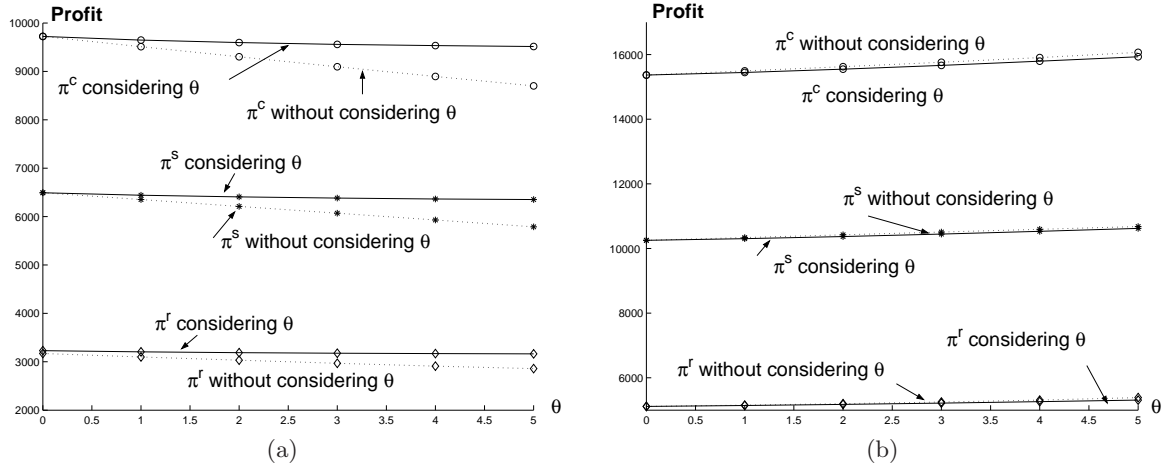 Profit
10000
9000
8000
7000
6000
5000
4000
3000
2000
0 0.5 1 1.5 2 2.5 3 3.5 4 4.5 5 θ
π^c considering θ
π^c without considering θ
π^s considering θ
π^s without considering θ
π^r considering θ
π^r without considering θ
(a)
Profit
16000
14000
12000
10000
8000
6000
0 0.5 1 1.5 2 2.5 3 3.5 4 4.5 5 θ
π^c without considering θ
π^c considering θ
π^s without considering θ
π^s considering θ
π^r considering θ
π^r without considering θ
(b)